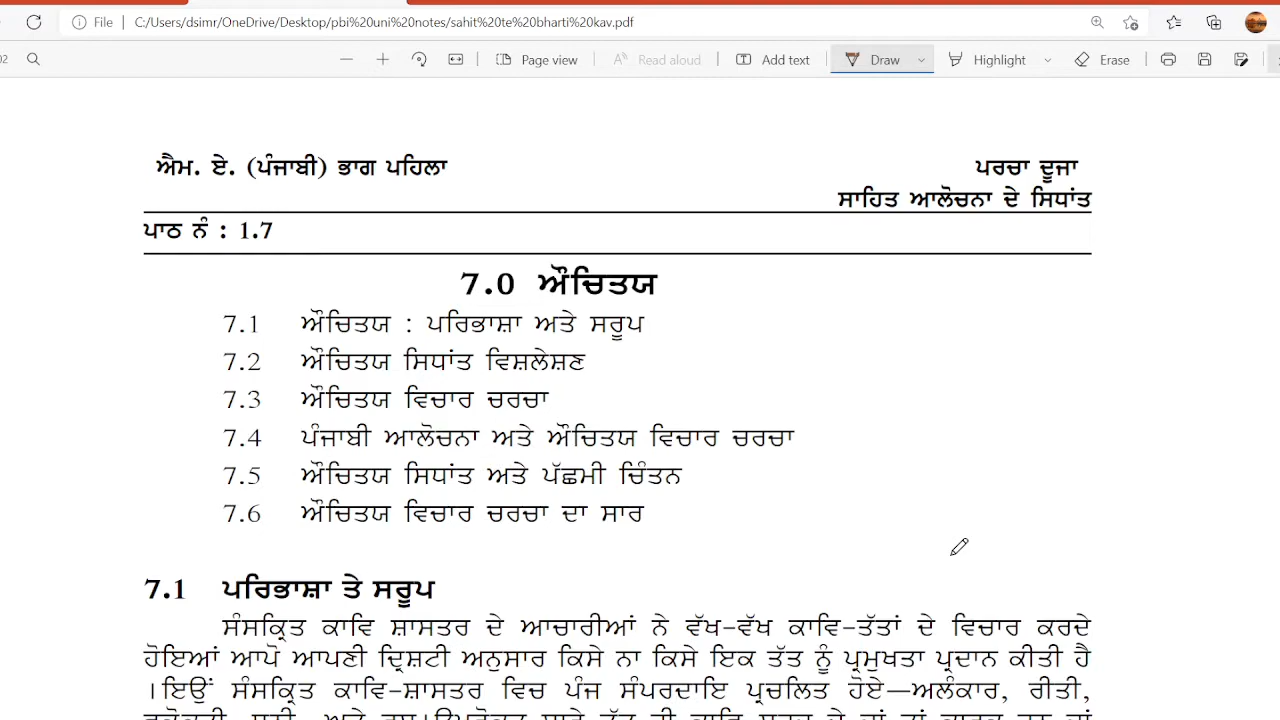 File C:/Users/dsimr/OneDrive/Desktop/pbi%20uni%20notes/sahit%20te%20bharti%20kav.pdf
Page view Read aloud Add text Draw Highlight Erase
ਐਮ. ਏ. (ਪੰਜਾਬੀ) ਭਾਗ ਪਹਿਲਾ ਪਰਚਾ ਦੂਜਾ
ਸਾਹਿਤ ਆਲੋਚਨਾ ਦੇ ਸਿਧਾਂਤ
ਪਾਠ ਨੰ : 1.7
7.0 ਔਚਿਤਯ
7.1 ਔਚਿਤਯ : ਪਰਿਭਾਸ਼ਾ ਅਤੇ ਸਰੂਪ
7.2 ਔਚਿਤਯ ਸਿਧਾਂਤ ਵਿਸ਼ਲੇਸ਼ਣ
7.3 ਔਚਿਤਯ ਵਿਚਾਰ ਚਰਚਾ
7.4 ਪੰਜਾਬੀ ਆਲੋਚਨਾ ਅਤੇ ਔਚਿਤਯ ਵਿਚਾਰ ਚਰਚਾ
7.5 ਔਚਿਤਯ ਸਿਧਾਂਤ ਅਤੇ ਪੱਛਮੀ ਚਿੰਤਨ
7.6 ਔਚਿਤਯ ਵਿਚਾਰ ਚਰਚਾ ਦਾ ਸਾਰ
7.1 ਪਰਿਭਾਸ਼ਾ ਤੇ ਸਰੂਪ
ਸੰਸਕ੍ਰਿਤ ਕਾਵਿ ਸ਼ਾਸਤਰ ਦੇ ਆਚਾਰੀਆਂ ਨੇ ਵੱਖ-ਵੱਖ ਕਾਵਿ-ਤੱਤਾਂ ਦੇ ਵਿਚਾਰ ਕਰਦੇ
ਹੋਇਆਂ ਆਪੋ ਆਪਣੀ ਦ੍ਰਿਸ਼ਟੀ ਅਨੁਸਾਰ ਕਿਸੇ ਨਾ ਕਿਸੇ ਇਕ ਤੱਤ ਨੂੰ ਪ੍ਰਮੁਖਤਾ ਪ੍ਰਦਾਨ ਕੀਤੀ ਹੈ
।ਇਉਂ ਸੰਸਕ੍ਰਿਤ ਕਾਵਿ-ਸ਼ਾਸਤਰ ਵਿਚ ਪੰਜ ਸੰਪਰਦਾਇ ਪ੍ਰਚਲਿਤ ਹੋਏ—ਅਲੰਕਾਰ, ਰੀਤੀ,